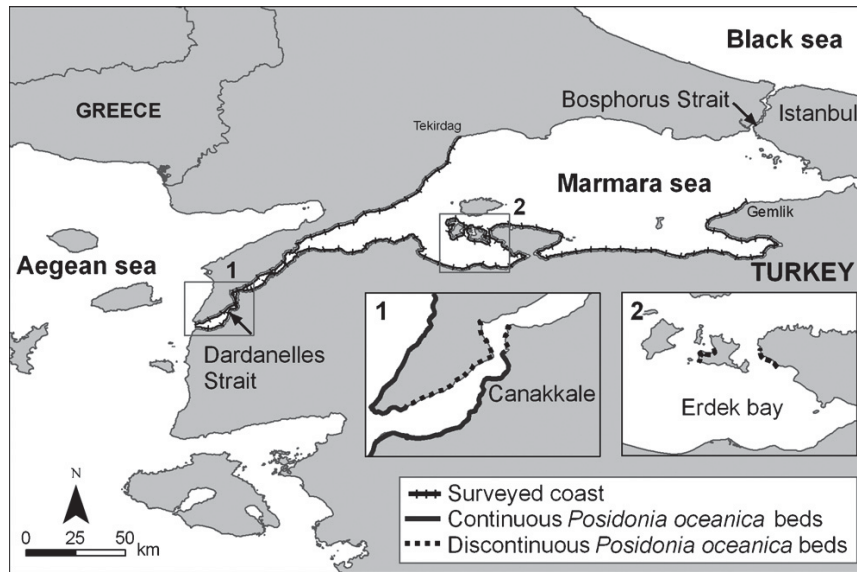 Black sea
Bosphorus Strait
Istanbul
GREECE
Tekirdag
Marmara sea
2
Gemlik
Aegean sea
1
TURKEY
Dardanelles
Strait
1
Canakkale
2
Erdek bay
N
0 25 50
km
Surveyed coast
Continuous Posidonia oceanica beds
Discontinuous Posidonia oceanica beds